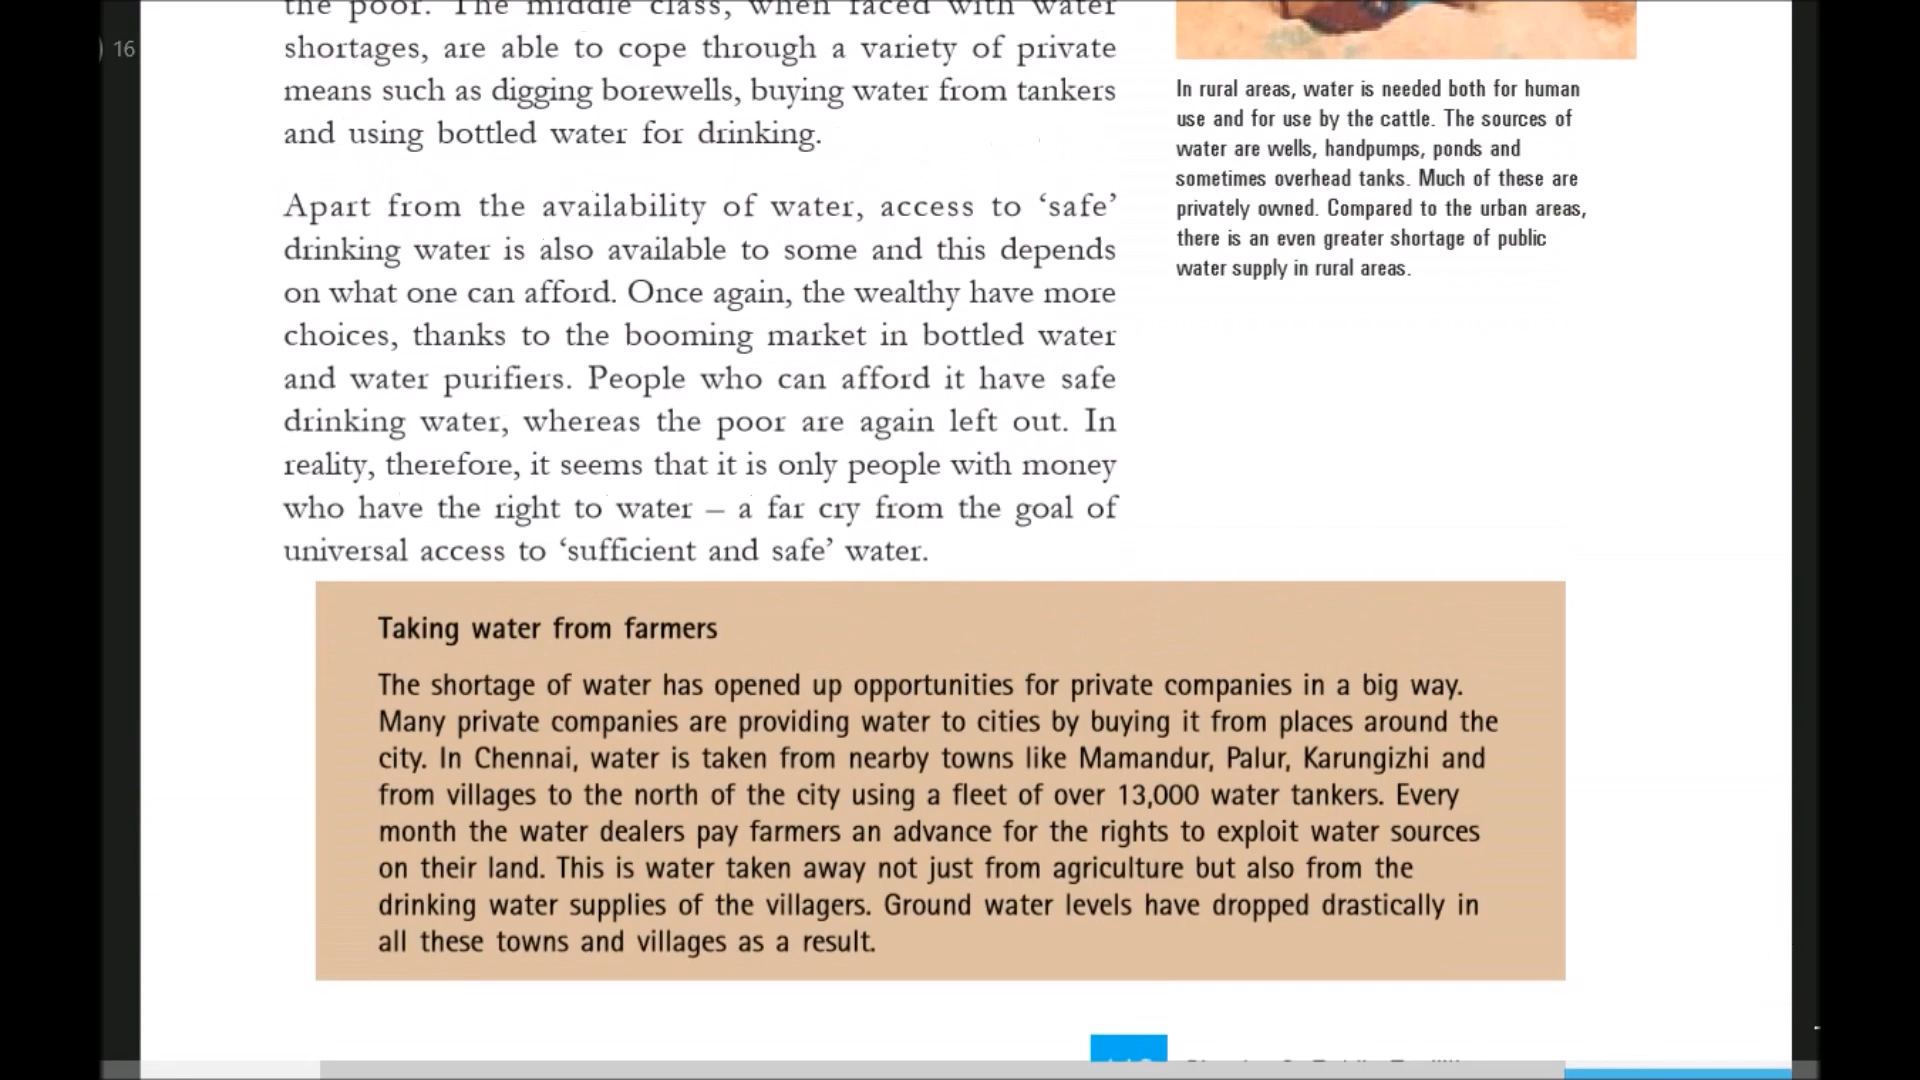 ) 16
the poor. The middle class, when faced with water
shortages, are able to cope through a variety of private
means such as digging borewells, buying water from tankers
and using bottled water for drinking.
Apart from the availability of water, access to ‘safe’
drinking water is also available to some and this depends
on what one can afford. Once again, the wealthy have more
choices, thanks to the booming market in bottled water
and water purifiers. People who can afford it have safe
drinking water, whereas the poor are again left out. In
reality, therefore, it seems that it is only people with money
who have the right to water – a far cry from the goal of
universal access to ‘sufficient and safe’ water.
In rural areas, water is needed both for human
use and for use by the cattle. The sources of
water are wells, handpumps, ponds and
sometimes overhead tanks. Much of these are
privately owned. Compared to the urban areas,
there is an even greater shortage of public
water supply in rural areas.
Taking water from farmers
The shortage of water has opened up opportunities for private companies in a big way.
Many private companies are providing water to cities by buying it from places around the
city. In Chennai, water is taken from nearby towns like Mamandur, Palur, Karungizhi and
from villages to the north of the city using a fleet of over 13,000 water tankers. Every
month the water dealers pay farmers an advance for the rights to exploit water sources
on their land. This is water taken away not just from agriculture but also from the
drinking water supplies of the villagers. Ground water levels have dropped drastically in
all these towns and villages as a result.